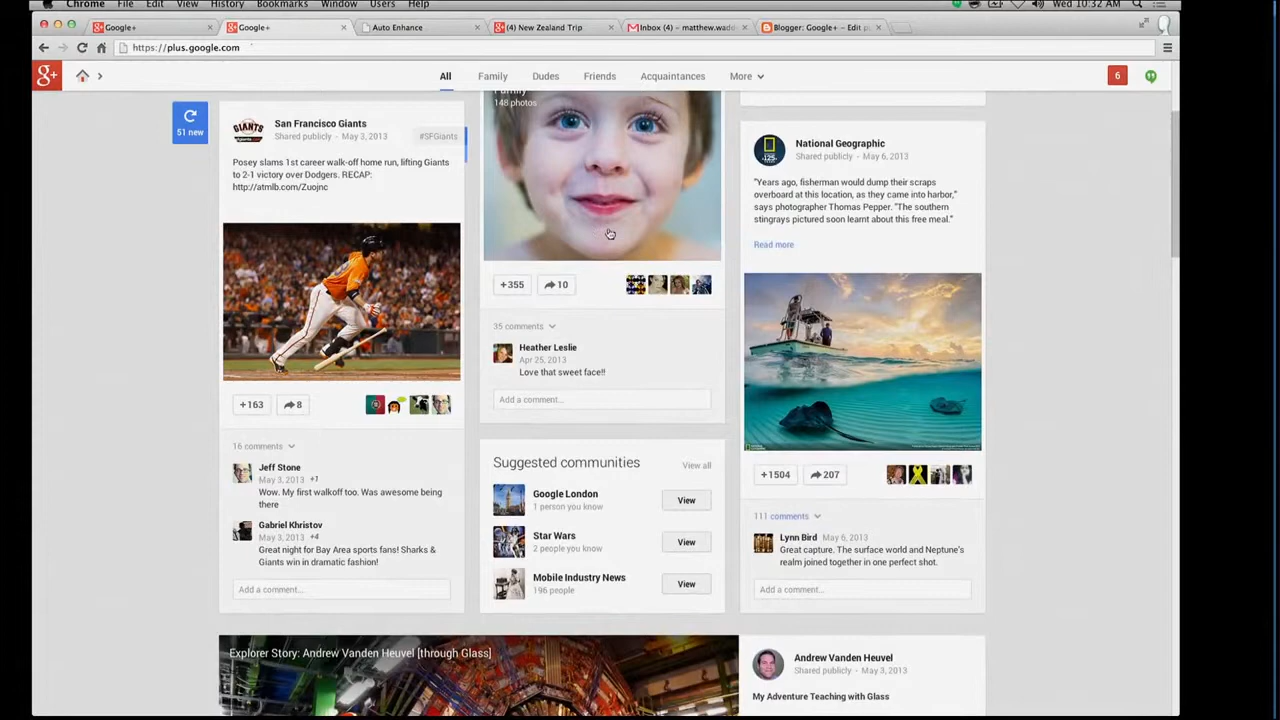 Chrome File Edit View History Bookmarks Window Users Help
Wed 10:32 AM
Google+
Google+
Auto Enhance
(4) New Zealand Trip
Inbox (4) – matthew.wadd
Blogger: Google+ - Edit p
https://plus.google.com
g+
All Family Dudes Friends Acquaintances More
6
51 new
GIANTS
San Francisco Giants
Shared publicly - May 3, 2013
#SFGiants
Posey slams 1st career walk-off home run, lifting Giants
to 2-1 victory over Dodgers. RECAP:
http://atmlb.com/Zuojnc
+163
8
16 comments
Jeff Stone
May 3, 2013 +1
Wow. My first walkoff too. Was awesome being
there
Gabriel Khristov
May 3, 2013 +4
Great night for Bay Area sports fans! Sharks &
Giants win in dramatic fashion!
Add a comment...
Family
148 photos
+355
10
35 comments
Heather Leslie
Apr 25, 2013
Love that sweet face!!
Add a comment...
Suggested communities
View all
Google London
1 person you know
View
Star Wars
2 people you know
View
Mobile Industry News
196 people
View
National Geographic
Shared publicly - May 6, 2013
"Years ago, fisherman would dump their scraps
overboard at this location, as they came into harbor,"
says photographer Thomas Pepper. "The southern
stingrays pictured soon learnt about this free meal."
Read more
+1504
207
111 comments
Lynn Bird May 6, 2013
Great capture. The surface world and Neptune's
realm joined together in one perfect shot.
Add a comment...
Explorer Story: Andrew Vanden Heuvel [through Glass]
Andrew Vanden Heuvel
Shared publicly - May 3, 2013
My Adventure Teaching with Glass